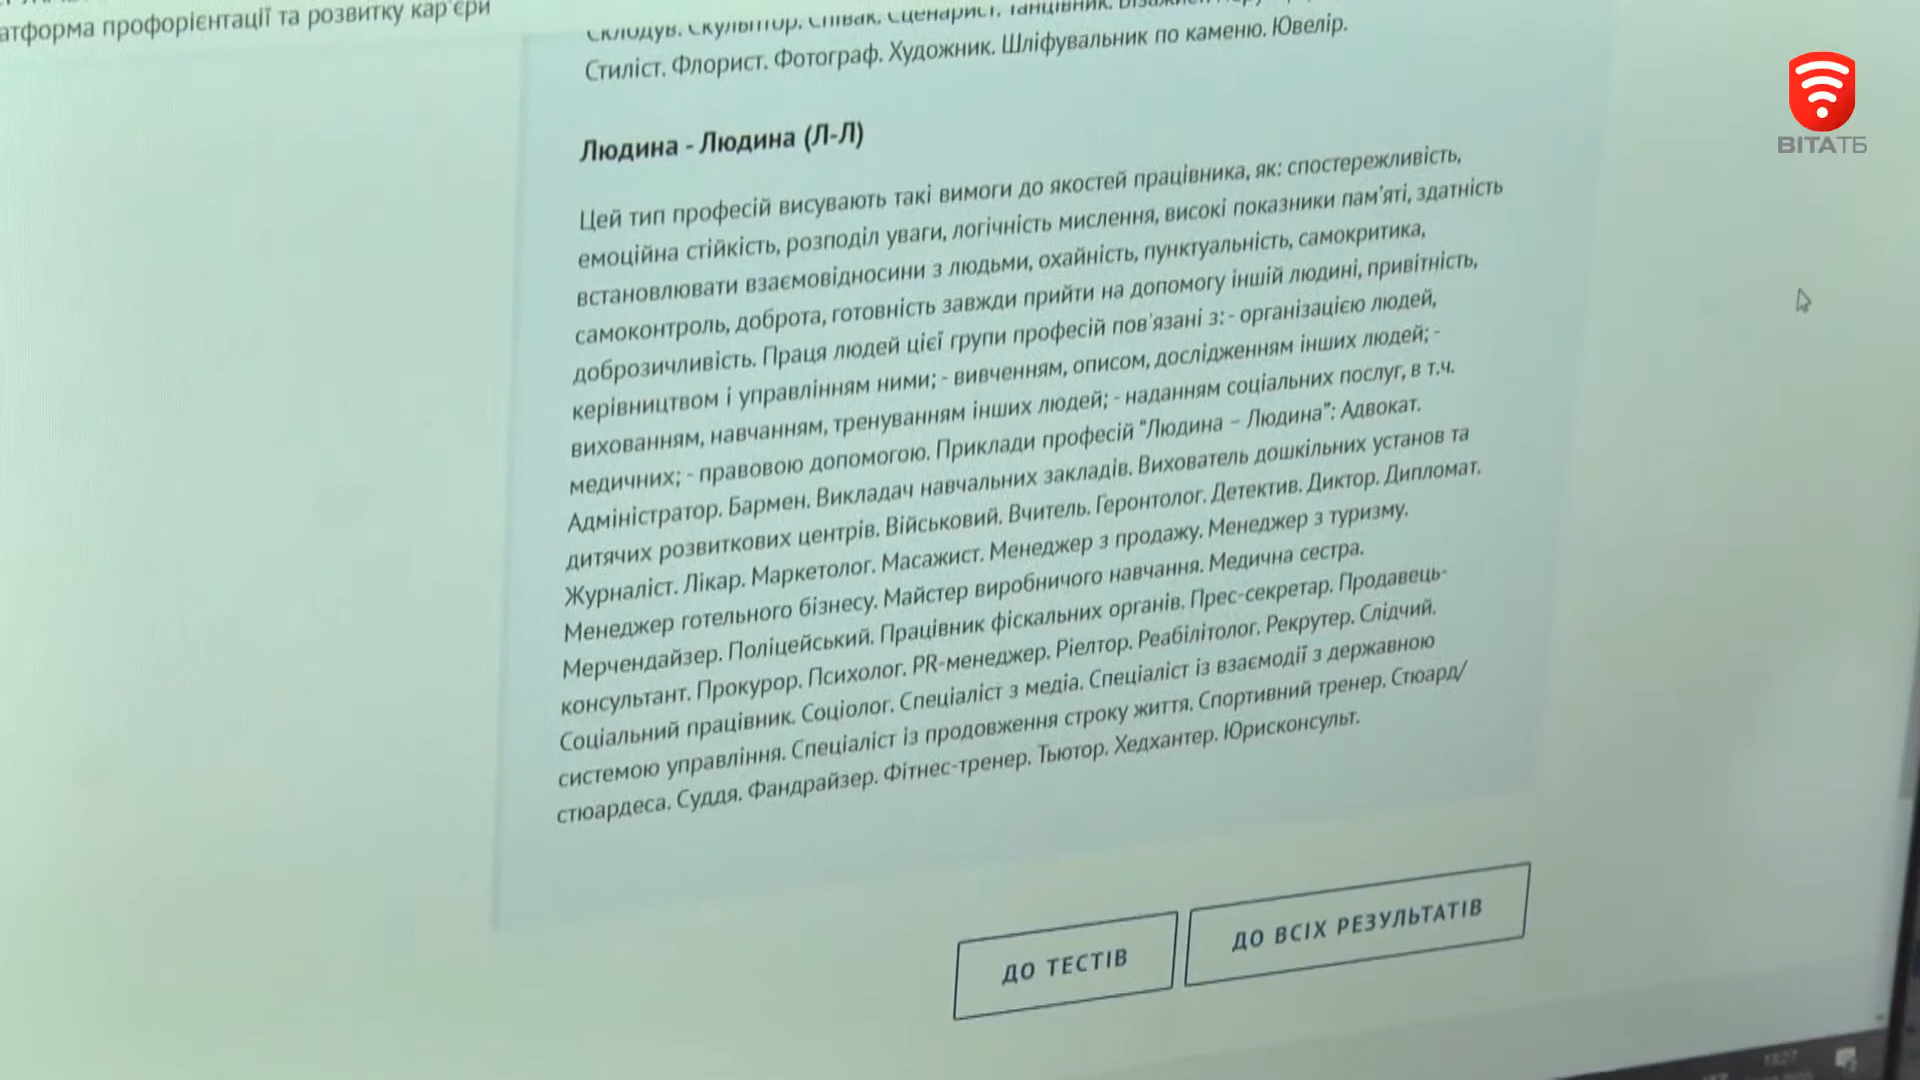 платформа профорієнтації та розвитку кар'єри
Склодув. Скульптор. Співак. Сценарист. Танцівник.
Стиліст. Флорист. Фотограф. Художник. Шліфувальник по каменю. Ювелір.
Людина - Людина (Л-Л)
Цей тип професій висувають такі вимоги до якостей працівника, як: спостережливість,
емоційна стійкість, розподіл уваги, логічність мислення, високі показники пам'яті, здатність
встановлювати взаємовідносини з людьми, охайність, пунктуальність, самокритика,
самоконтроль, доброта, готовність завжди прийти на допомогу іншій людині, привітність,
доброзичливість. Праця людей цієї групи професій пов'язані з: - організацією людей,
керівництвом і управлінням ними; - вивченням, описом, дослідженням інших людей; -
вихованням, навчанням, тренуванням інших людей; - наданням соціальних послуг, в т.ч.
медичних; - правовою допомогою. Приклади професій "Людина – Людина": Адвокат.
Адміністратор. Бармен. Викладач навчальних закладів. Вихователь дошкільних установ та
дитячих розвиткових центрів. Військовий. Вчитель. Геронтолог. Детектив. Диктор. Дипломат.
Журналіст. Лікар. Маркетолог. Масажист. Менеджер з продажу. Менеджер з туризму.
Менеджер готельного бізнесу. Майстер виробничого навчання. Медична сестра.
Мерчендайзер. Поліцейський. Працівник фіскальних органів. Прес-секретар. Продавець-
консультант. Прокурор. Психолог. PR-менеджер. Ріелтор. Реабілітолог. Рекрутер. Слідчий.
Соціальний працівник. Соціолог. Спеціаліст з медіа. Спеціаліст із взаємодії з державною
системою управління. Спеціаліст із продовження строку життя. Спортивний тренер. Стюард/
стюардеса. Суддя. Фандрайзер. Фітнес-тренер. Тьютор. Хедхантер. Юрисконсульт.
ДО ТЕСТІВ
ДО ВСІХ РЕЗУЛЬТАТІВ
ВІТАТБ